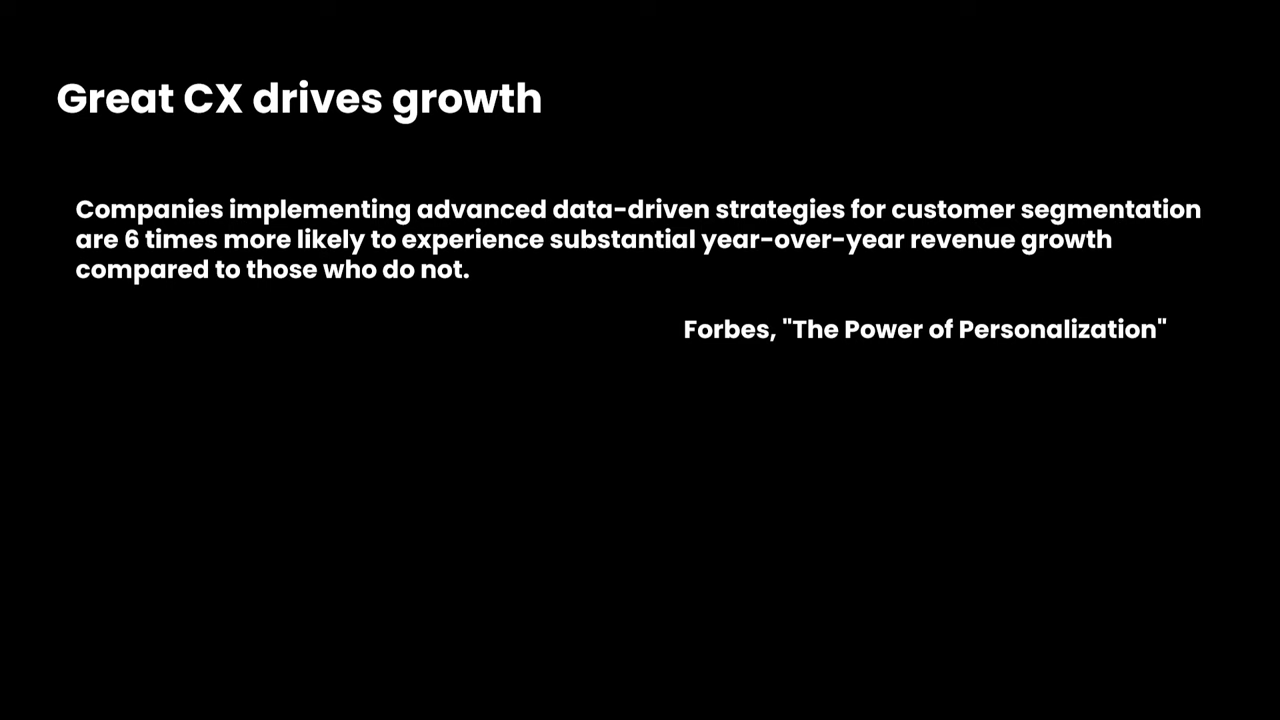 Great CX drives growth
Companies implementing advanced data-driven strategies for customer segmentation
are 6 times more likely to experience substantial year-over-year revenue growth
compared to those who do not.
Forbes, "The Power of Personalization"